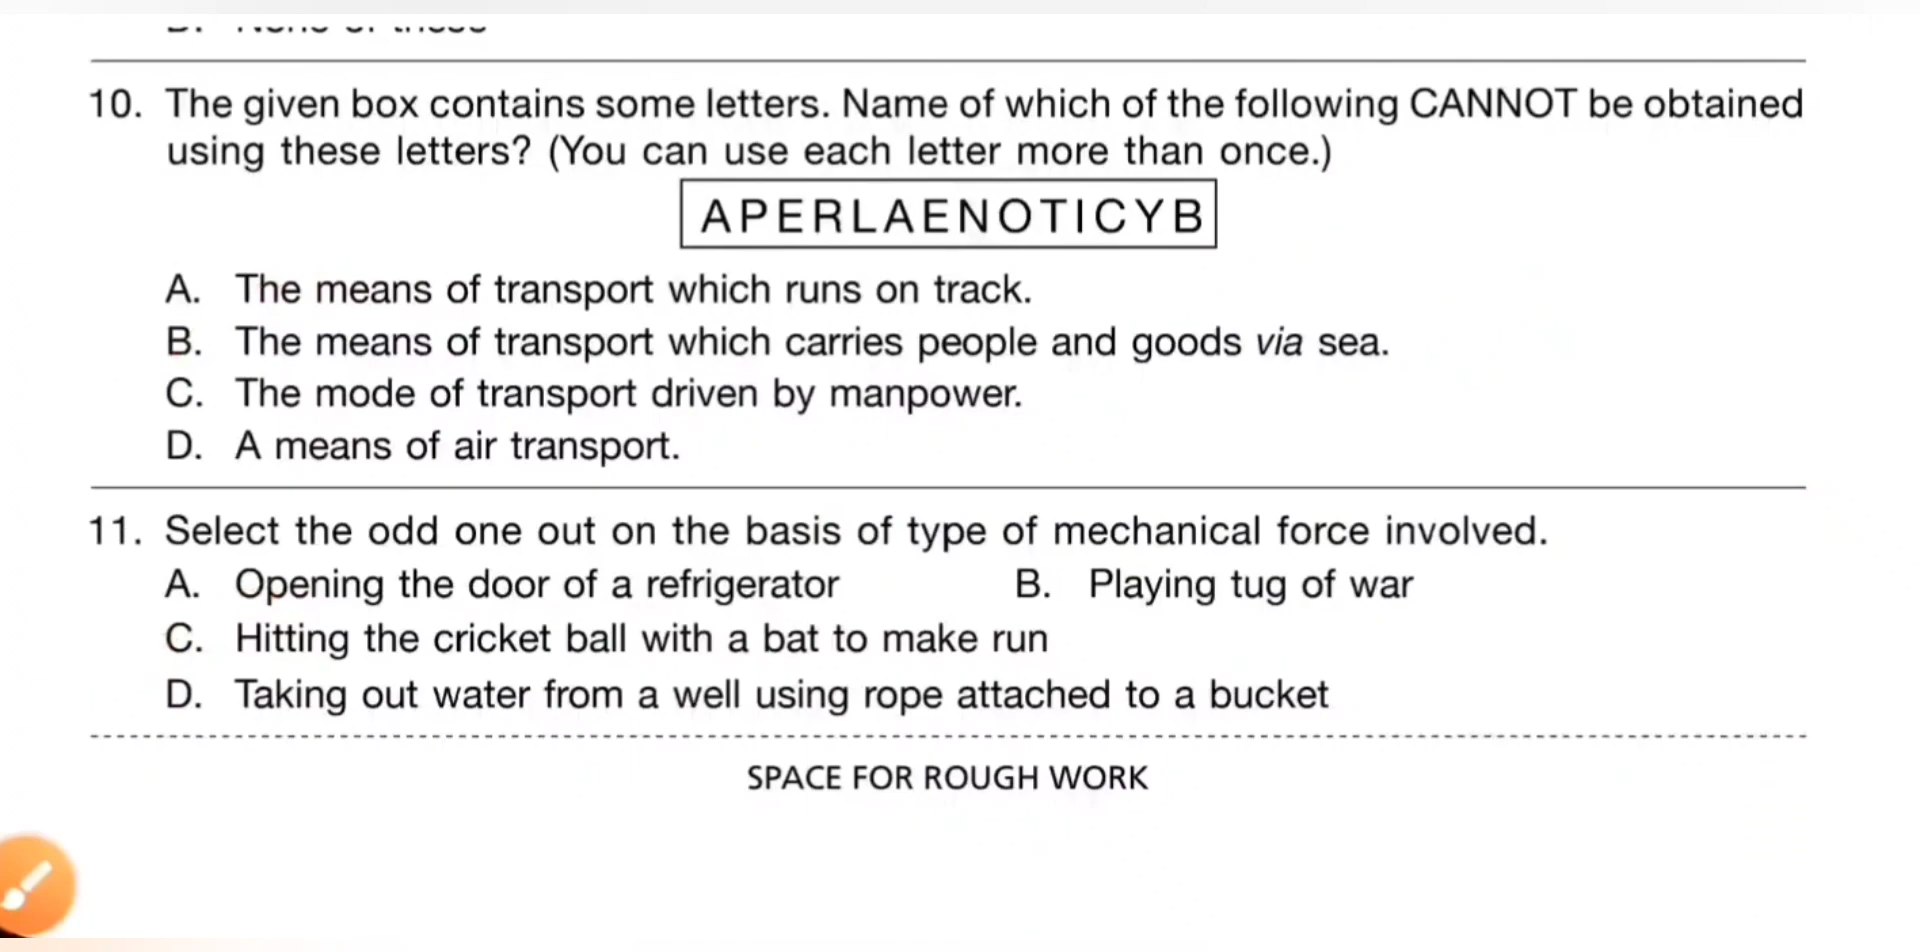 10. The given box contains some letters. Name of which of the following CANNOT be obtained
using these letters? (You can use each letter more than once.)
APERLAENOTICYB
A. The means of transport which runs on track.
B. The means of transport which carries people and goods via sea.
C. The mode of transport driven by manpower.
D. A means of air transport.
11. Select the odd one out on the basis of type of mechanical force involved.
A. Opening the door of a refrigerator B. Playing tug of war
C. Hitting the cricket ball with a bat to make run
D. Taking out water from a well using rope attached to a bucket
SPACE FOR ROUGH WORK